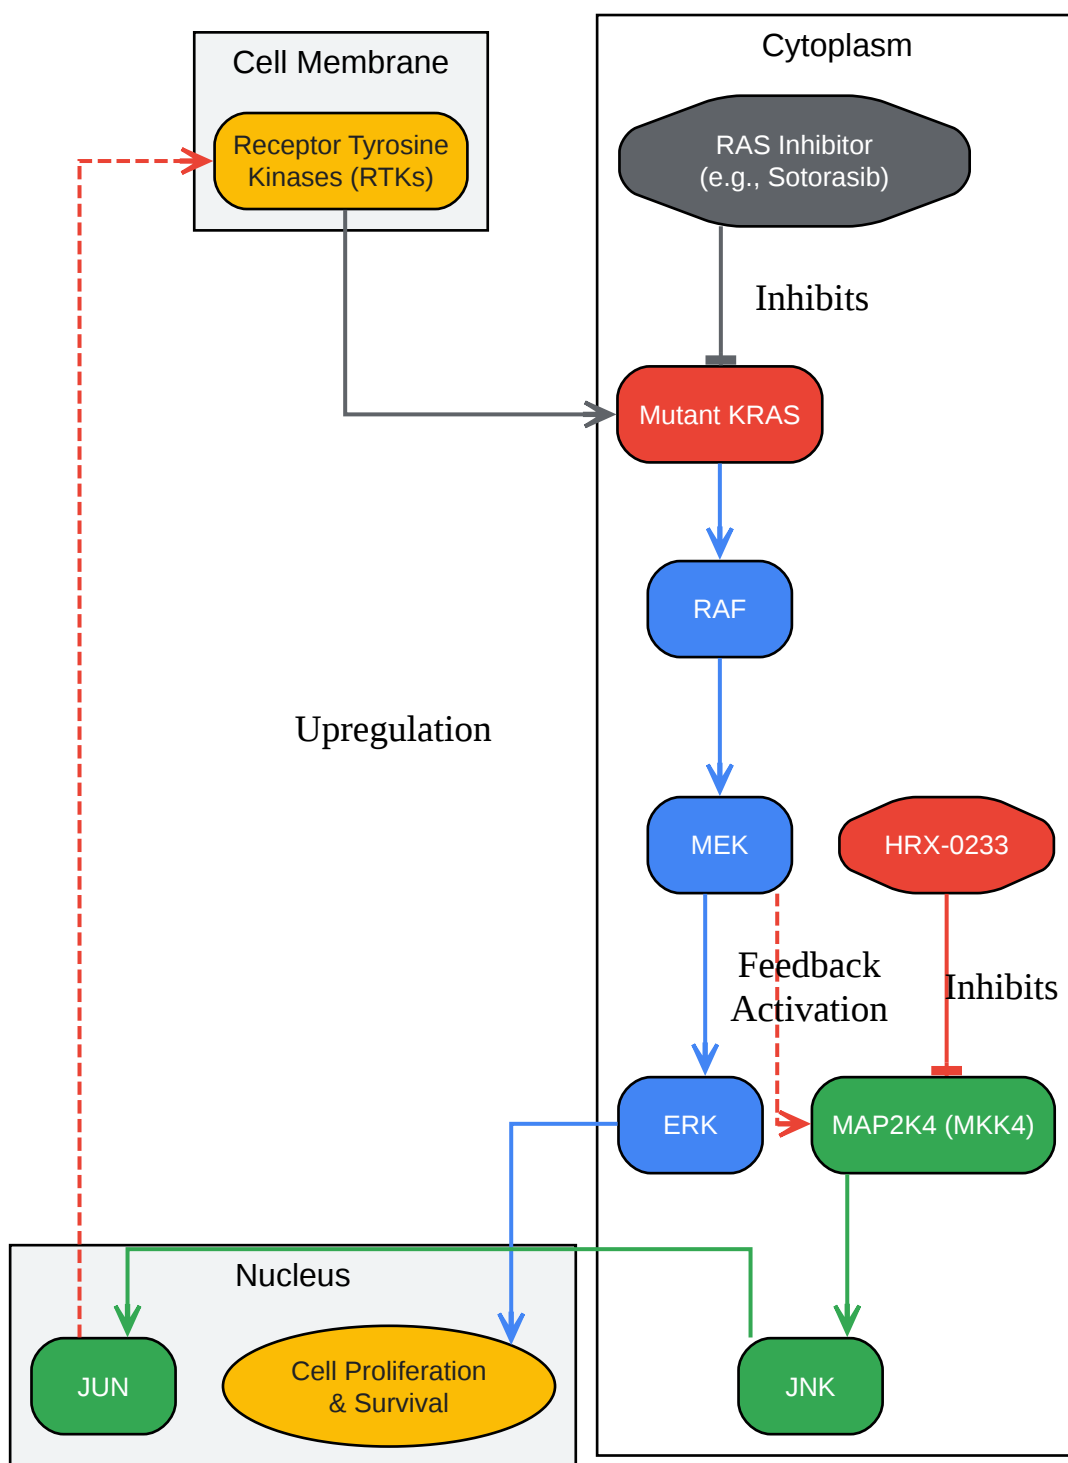 Cell Membrane
Receptor Tyrosine
Kinases (RTKs)
Cytoplasm
RAS Inhibitor
(e.g., Sotorasib)
Inhibits
Mutant KRAS
RAF
Upregulation
MEK
HRX-0233
Feedback
Activation
Inhibits
ERK
MAP2K4 (MKK4)
Nucleus
JUN
Cell Proliferation
& Survival
JNK